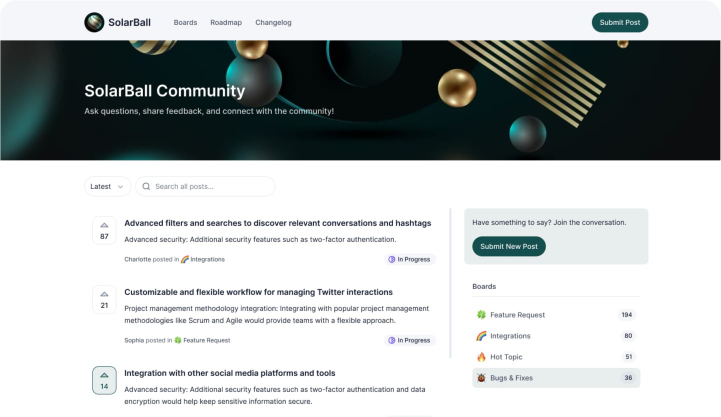 SolarBall
Boards Roadmap Changelog
Submit Post
SolarBall Community
Ask questions, share feedback, and connect with the community!
Latest
Search all posts...
87
Advanced filters and searches to discover relevant conversations and hashtags
Advanced security: Additional security features such as two-factor authentication.
Charlotte posted in integrations
In Progress
21
Customizable and flexible workflow for managing Twitter interactions
Project management methodology integration: Integrating with popular project management
methodologies like Scrum and Agile would provide teams with a flexible approach.
Sophia posted in Feature Request
In Progress
14
Integration with other social media platforms and tools
Advanced security: Additional security features such as two-factor authentication and data
encryption would help keep sensitive information secure.
Have something to say? Join the conversation.
Submit New Post
Boards
Feature Request 194
Integrations 80
Hot Topic 51
Bugs & Fixes 36